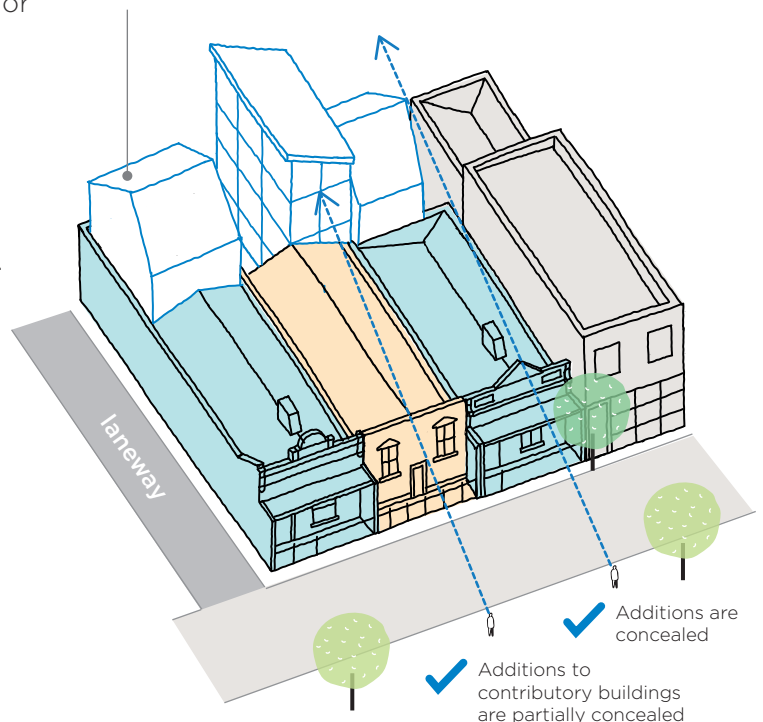 or
laneway
Additions are
concealed
Additions to
contributory buildings
are partially concealed